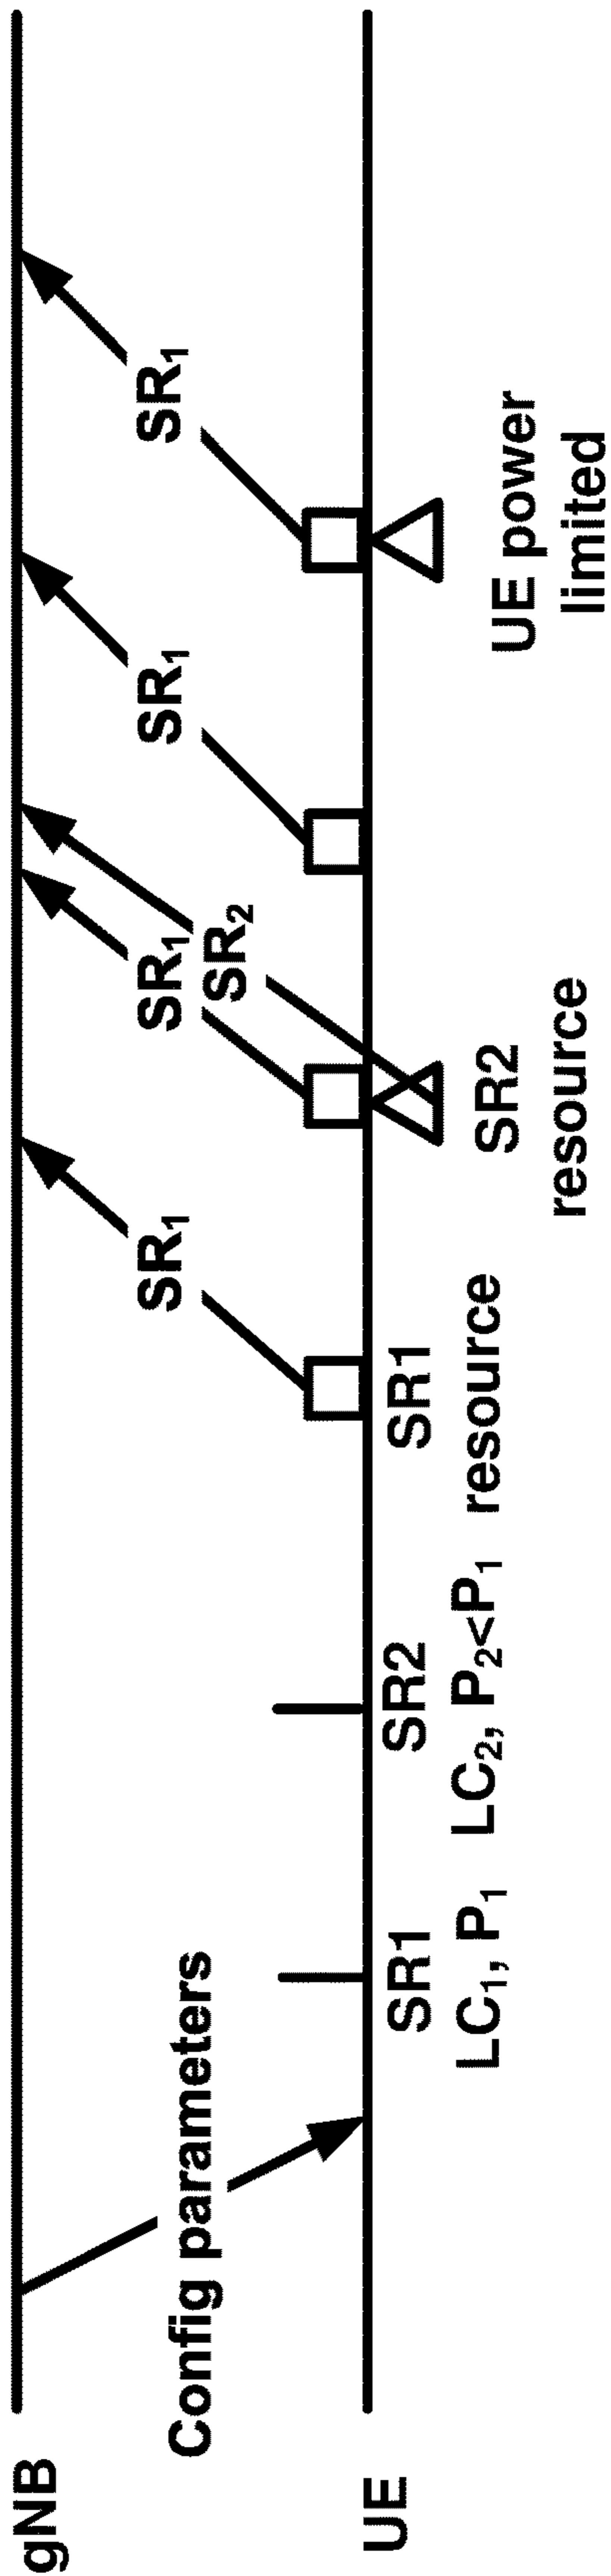 gNB
Config parameters
SR₁
SR₁
SR₂
SR₁
SR₁
UE
SR1
LC₁, P₁
SR2
LC₂, P₂<P₁
SR1
resource
SR2
resource
UE power
limited